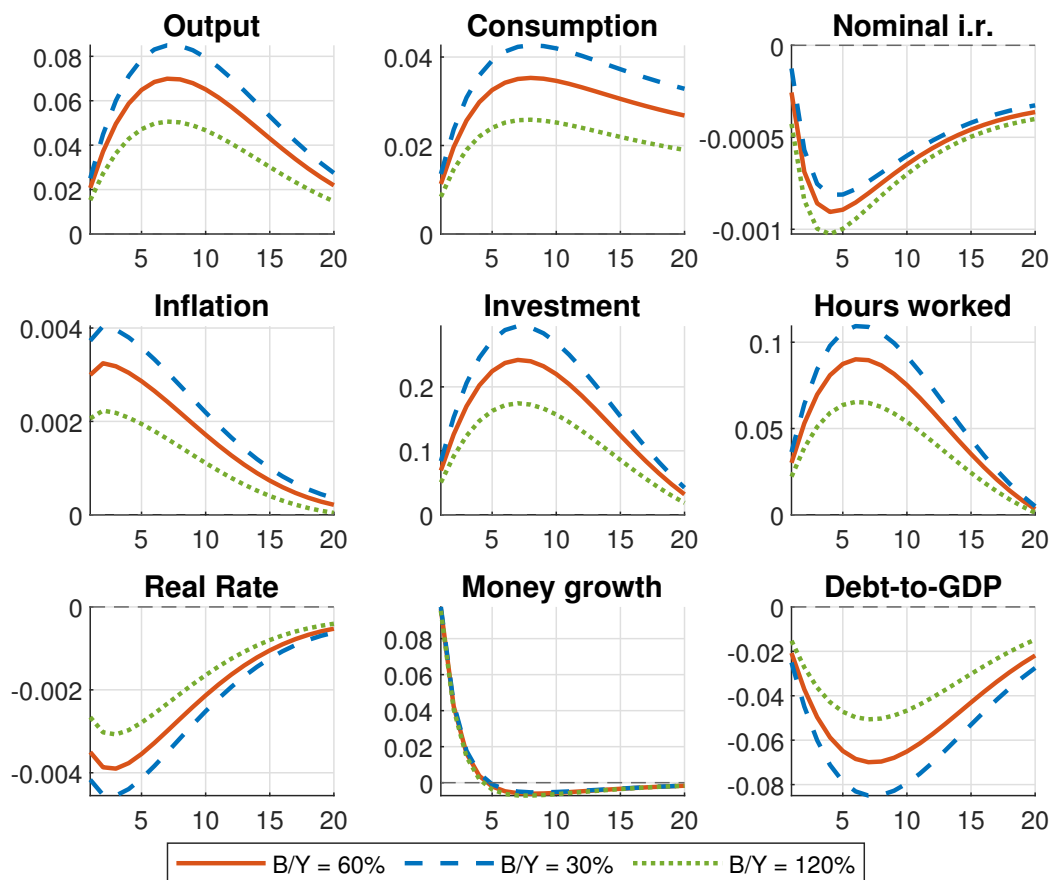 Output Consumption Nominal i.r.
0.08 0.06 0.04 0.02 0
5 10 15 20
0.04 0.02 0
5 10 15 20
0 -0.0005 -0.001
5 10 15 20
Inflation Investment Hours worked
0.004 0.002 0
5 10 15 20
0.2 0.1 0
5 10 15 20
0.1 0.05 0
5 10 15 20
Real Rate Money growth Debt-to-GDP
0 -0.002 -0.004
5 10 15 20
0.08 0.06 0.04 0.02 0
5 10 15 20
0 -0.02 -0.04 -0.06 -0.08
5 10 15 20
B/Y = 60% B/Y = 30% B/Y = 120%